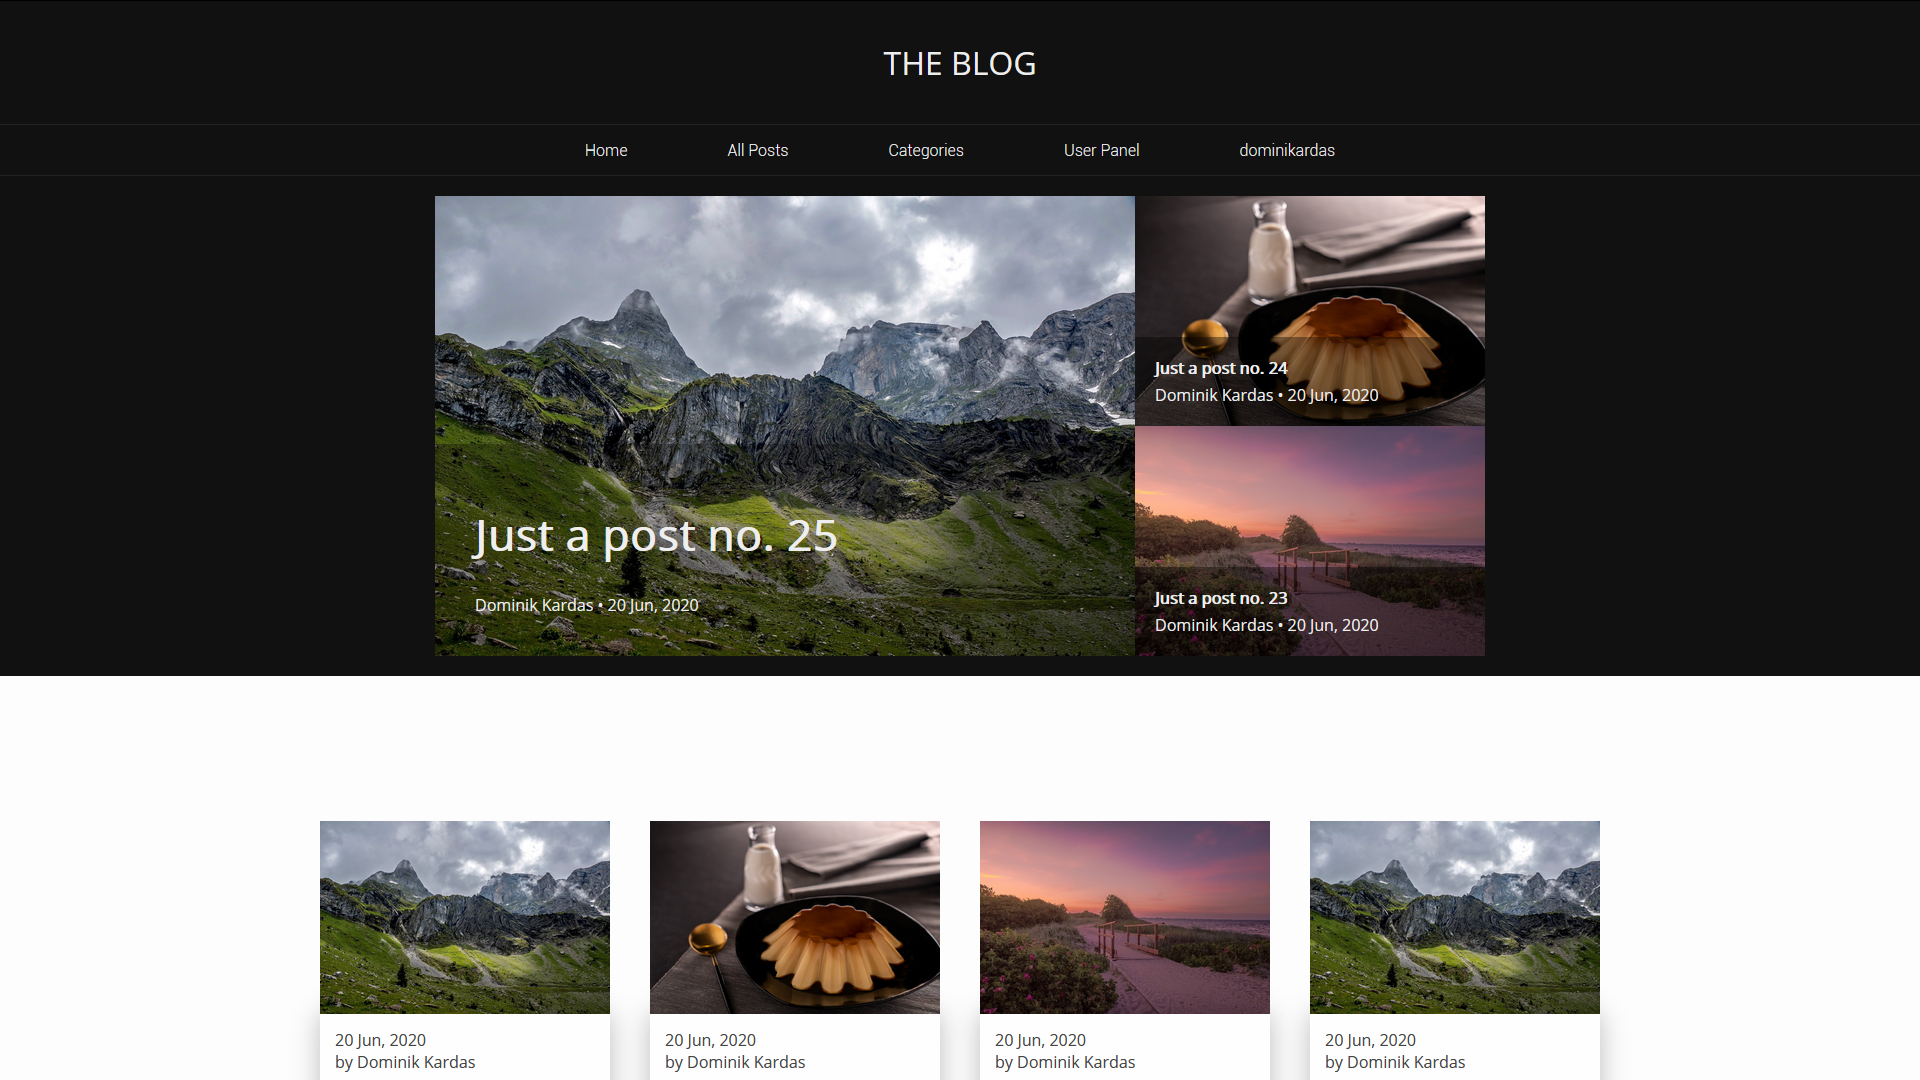 THE BLOG
Home
All Posts
Categories
User Panel
dominikardas
Just a post no. 25
Dominik Kardas • 20 Jun, 2020
Just a post no. 24
Dominik Kardas • 20 Jun, 2020
Just a post no. 23
Dominik Kardas • 20 Jun, 2020
20 Jun, 2020
by Dominik Kardas
20 Jun, 2020
by Dominik Kardas
20 Jun, 2020
by Dominik Kardas
20 Jun, 2020
by Dominik Kardas